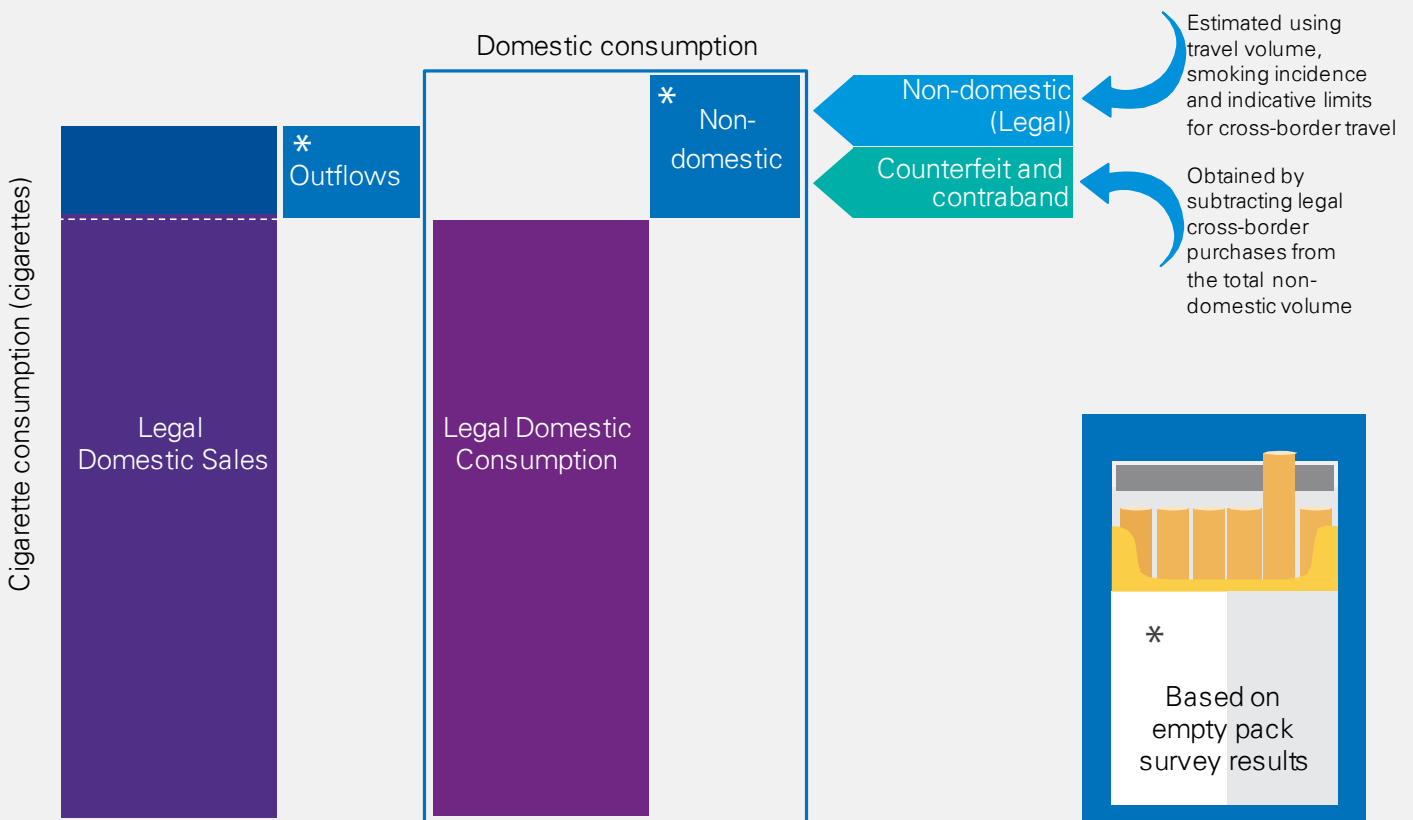 Domestic consumption
Cigarette consumption (cigarettes)
Legal
Domestic Sales
*
Outflows
Legal Domestic
Consumption
*
Non-
domestic
Non-domestic
(Legal)
Counterfeit and
contraband
Estimated using
travel volume,
smoking incidence
and indicative limits
for cross-border travel
Obtained by
subtracting legal
cross-border
purchases from
the total non-
domestic volume
*
Based on
empty pack
survey results